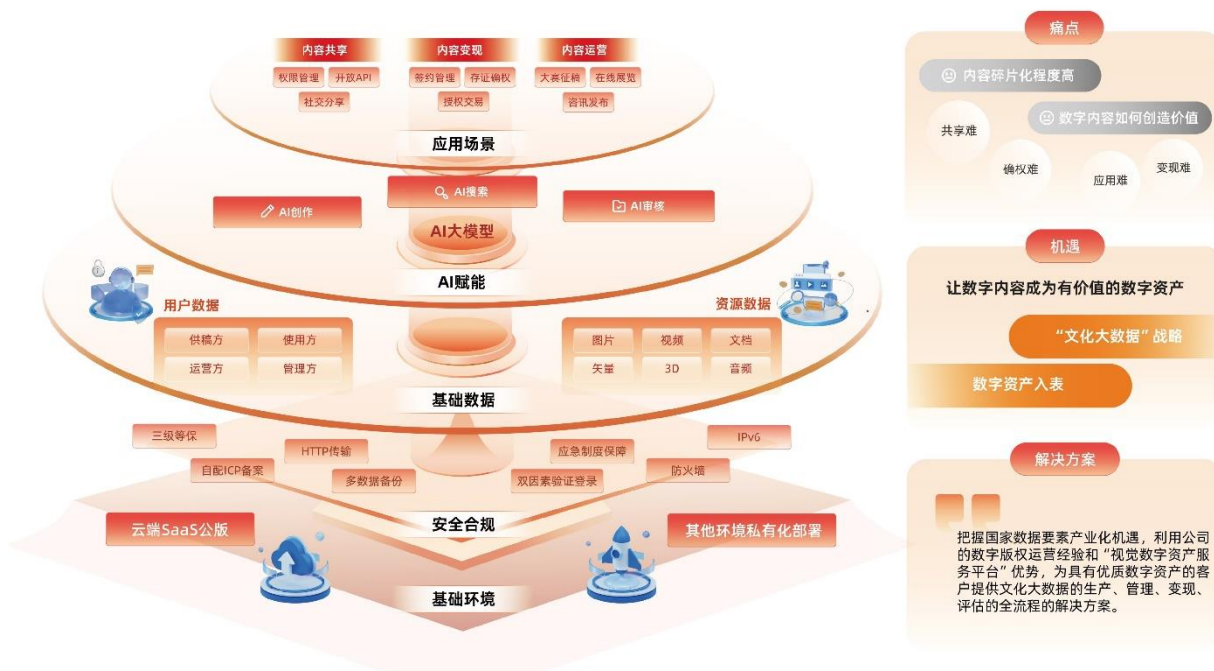 内容共享
内容变现
内容运营
权限管理
开放API
签约管理
存证确权
大赛征稿
在线展览
社交分享
授权交易
咨讯发布
应用场景
AI创作
AI搜索
AI审核
AI大模型
AI赋能
用户数据
资源数据
供稿方
使用方
运营方
管理方
图片
视频
文档
矢量
3D
音频
基础数据
三级等保
HTTP传输
应急制度保障
IPv6
自配ICP备案
多数据备份
双因素验证登录
防火墙
安全合规
云端SaaS公版
其他环境私有化部署
基础环境
痛点
内容碎片化程度高
数字内容如何创造价值
共享难
确权难
应用难
变现难
机遇
让数字内容成为有价值的数字资产
“文化大数据”战略
数字资产入表
解决方案
把握国家数据要素产业化机遇，利用公司
的数字版权运营经验和“视觉数字资产服
务平台”优势，为具有优质数字资产的客
户提供文化大数据的生产、管理、变现、
评估的全流程的解决方案。